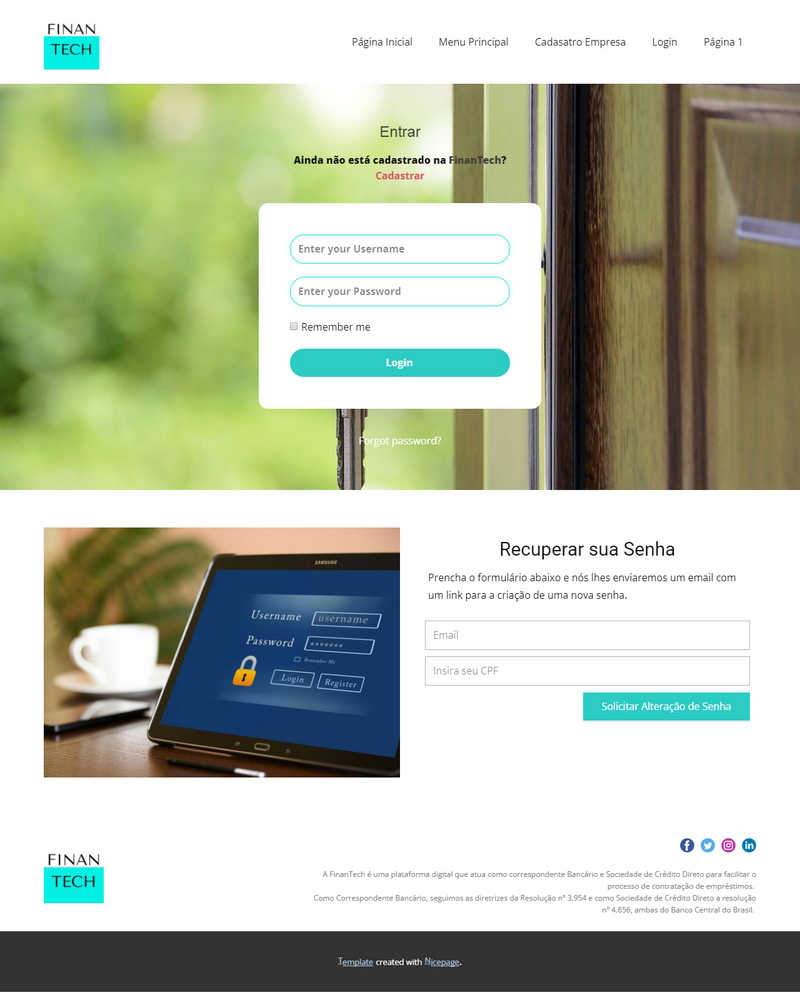 FINAN
TECH
Página Inicial
Menu Principal
Cadasatro Empresa
Login
Página 1
Entrar
Ainda não está cadastrado na FinanTech?
Cadastrar
Enter your Username
Enter your Password
Remember me
Login
Forgot password?
SAMSUNG
Username
username
Password
*******
Remember Me
Login
Register
Recuperar sua Senha
Prencha o formulário abaixo e nós lhes enviaremos um email com
um link para a criação de uma nova senha.
Email
Insira seu CPF
Solicitar Alteração de Senha
FINAN
TECH
A FinanTech é uma plataforma digital que atua como correspondente Bancário e Sociedade de Crédito Direto para facilitar o
processo de contratação de empréstimos.
Como Correspondente Bancário, seguimos as diretrizes da Resolução nº 3.954 e como Sociedade de Crédito Direto a resolução
nº 4.656, ambas do Banco Central do Brasil.
Template created with Nicepage.